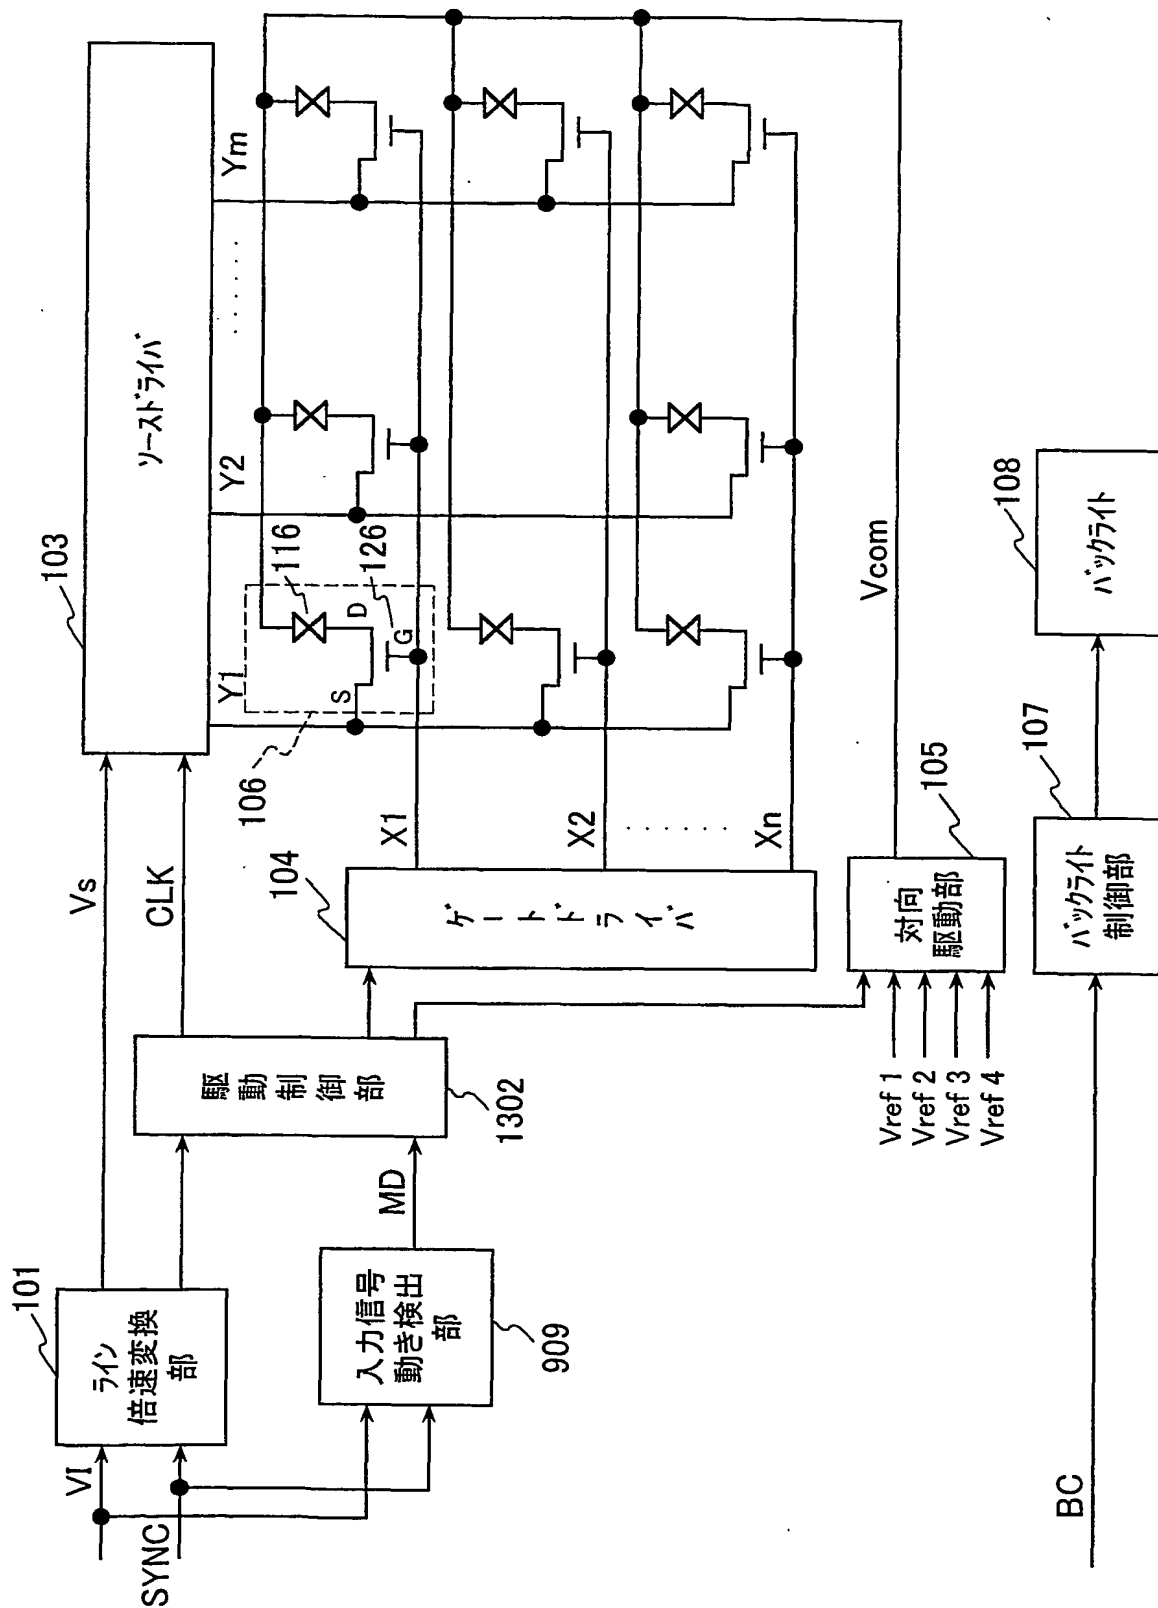 VI
SYNC
101
ライン
倍速変換
部
Vs
CLK
103
ソースドライバ
入力信号
動き検出
部
909
MD
駆動制御部
1302
104
ゲートドライバ
106
Y1
Y2
· · · · · ·
Ym
116
126
S
D
G
X1
X2
· · · · · ·
Xn
Vref 1
Vref 2
Vref 3
Vref 4
対向
駆動部
105
Vcom
BC
バックライト
制御部
107
バックライト
108